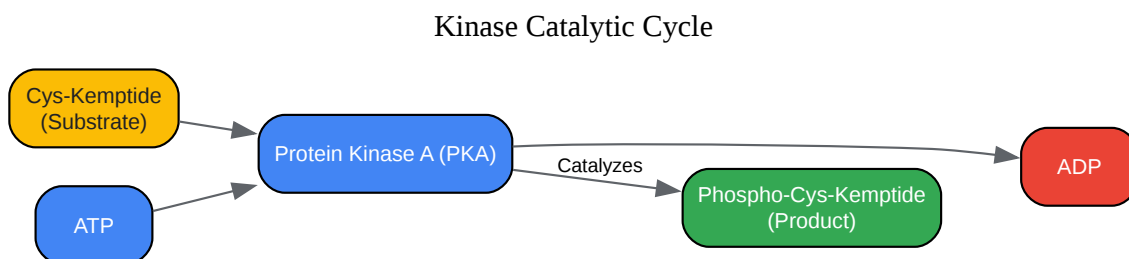 Kinase Catalytic Cycle
Cys-Kemptide
(Substrate)
ATP
Protein Kinase A (PKA)
Catalyzes
Phospho-Cys-Kemptide
(Product)
ADP